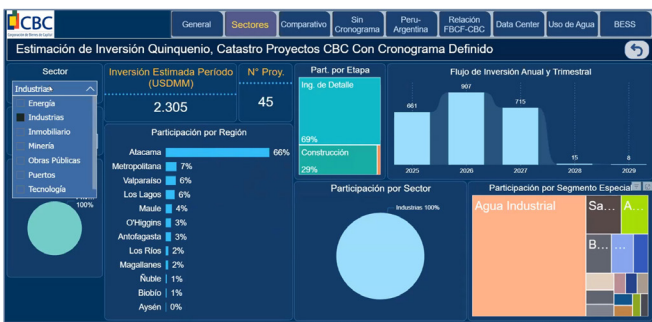 CBC
Corporación de Bienes de Capital
General
Sectores
Comparativo
Sin Cronograma
Peru-Argentina
Relación FBCF-CBC
Data Center
Uso de Agua
BESS
Estimación de Inversión Quinquenio, Catastro Proyectos CBC Con Cronograma Definido
Sector
Industrias
Energía
Industrias
Inmobiliario
Minería
Obras Públicas
Puertos
Tecnología
100%
Inversión Estimada Período (USDMM)
2.305
N° Proy.
45
Part. por Etapa
Ing. de Detalle
69%
Construcción
29%
Flujo de Inversión Anual y Trimestral
661
907
715
15
8
2025
2026
2027
2028
2029
Participación por Región
Atacama 66%
Metropolitana 7%
Valparaíso 6%
Los Lagos 6%
Maule 4%
O'Higgins 3%
Antofagasta 3%
Los Ríos 2%
Magallanes 2%
Ñuble 1%
Biobío 1%
Aysén 0%
Participación por Sector
Industrias 100%
Participación por Segmento Especial
Agua Industrial
Sa...
A...
B...
...